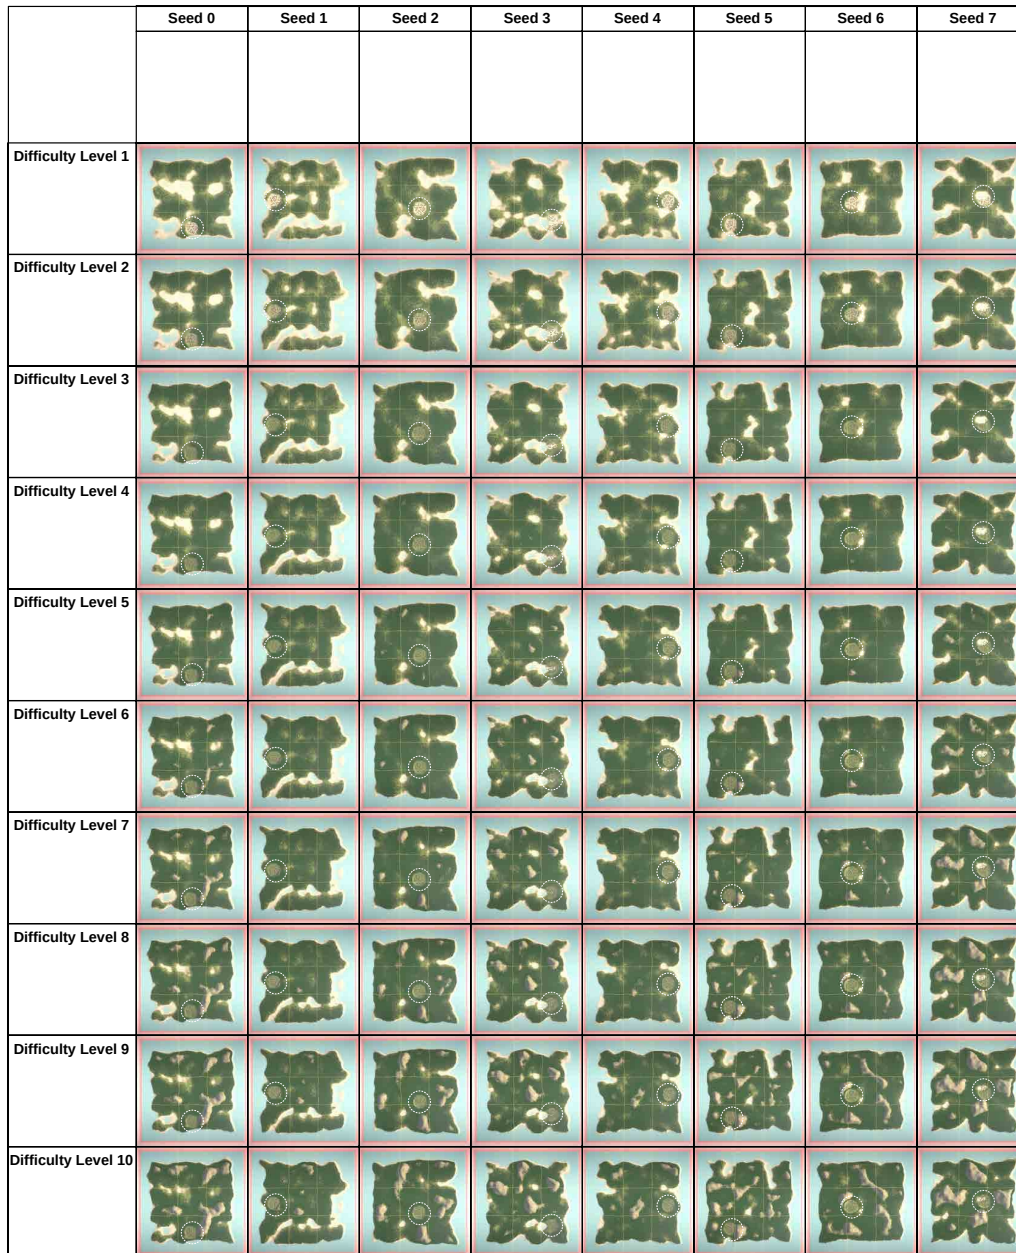 Seed 0 Seed 1 Seed 2 Seed 3 Seed 4 Seed 5 Seed 6 Seed 7
Difficulty Level 1
Difficulty Level 2
Difficulty Level 3
Difficulty Level 4
Difficulty Level 5
Difficulty Level 6
Difficulty Level 7
Difficulty Level 8
Difficulty Level 9
Difficulty Level 10